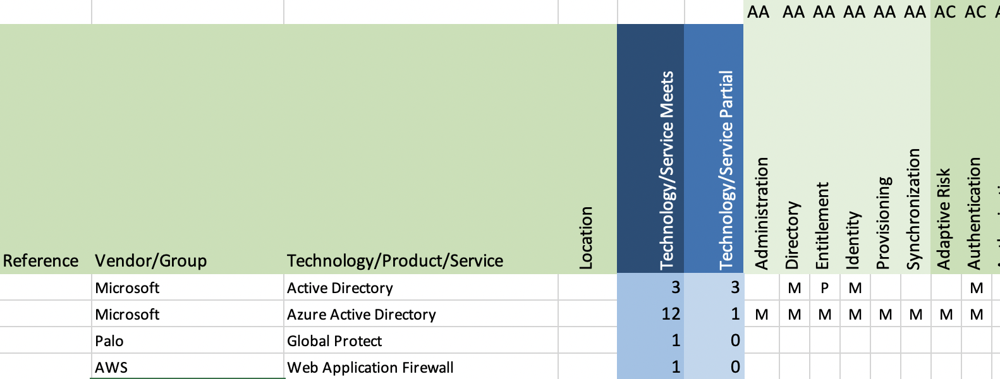 AA AA AA AA AA AA AC AC
Reference Vendor/Group Technology/Product/Service Location Technology/Service Meets Technology/Service Partial Administration Directory Entitlement Identity Provisioning Synchronization Adaptive Risk Authentication
Microsoft Active Directory 3 3 M P M M
Microsoft Azure Active Directory 12 1 M M M M M M M M
Palo Global Protect 1 0
AWS Web Application Firewall 1 0